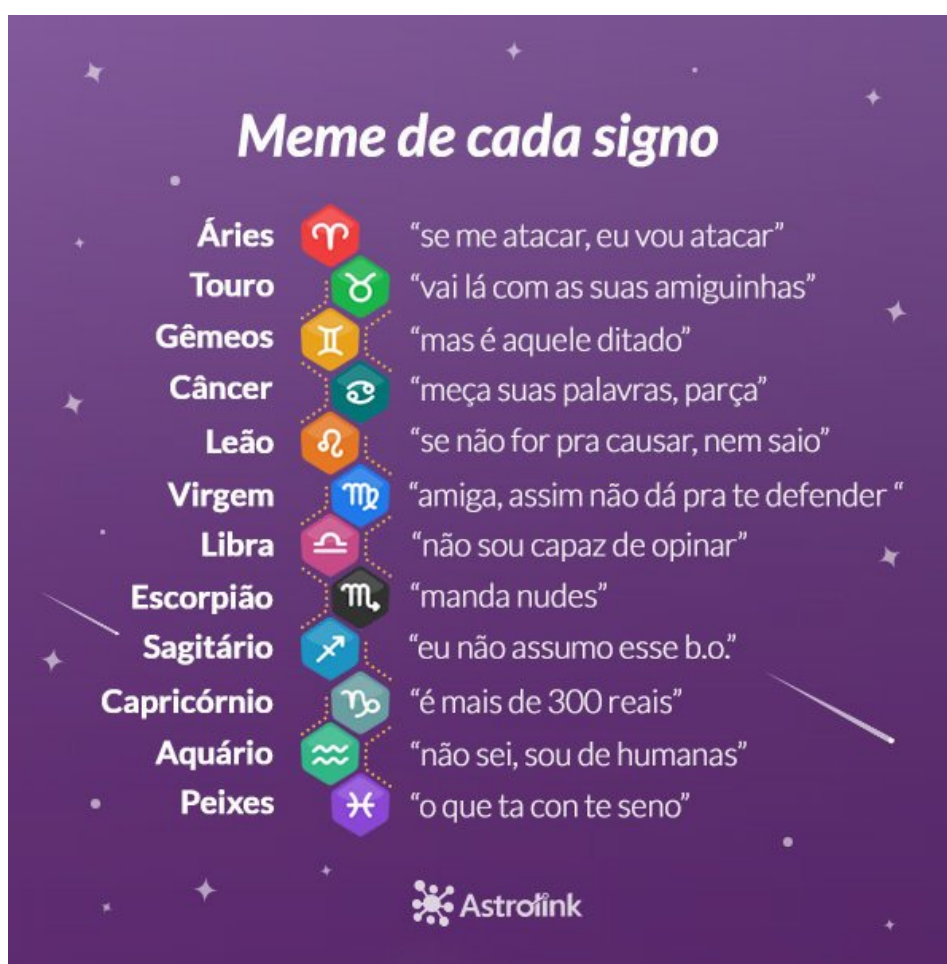 Meme de cada signo
Áries “se me atacar, eu vou atacar”
Touro “vai lá com as suas amiguinhas”
Gêmeos “mas é aquele ditado”
Câncer “meça suas palavras, parça”
Leão “se não for pra causar, nem saio”
Virgem “amiga, assim não dá pra te defender “
Libra “não sou capaz de opinar”
Escorpião “manda nudes”
Sagitário “eu não assumo esse b.o.”
Capricórnio “é mais de 300 reais”
Aquário “não sei, sou de humanas”
Peixes “o que ta con te seno”
Astrolink